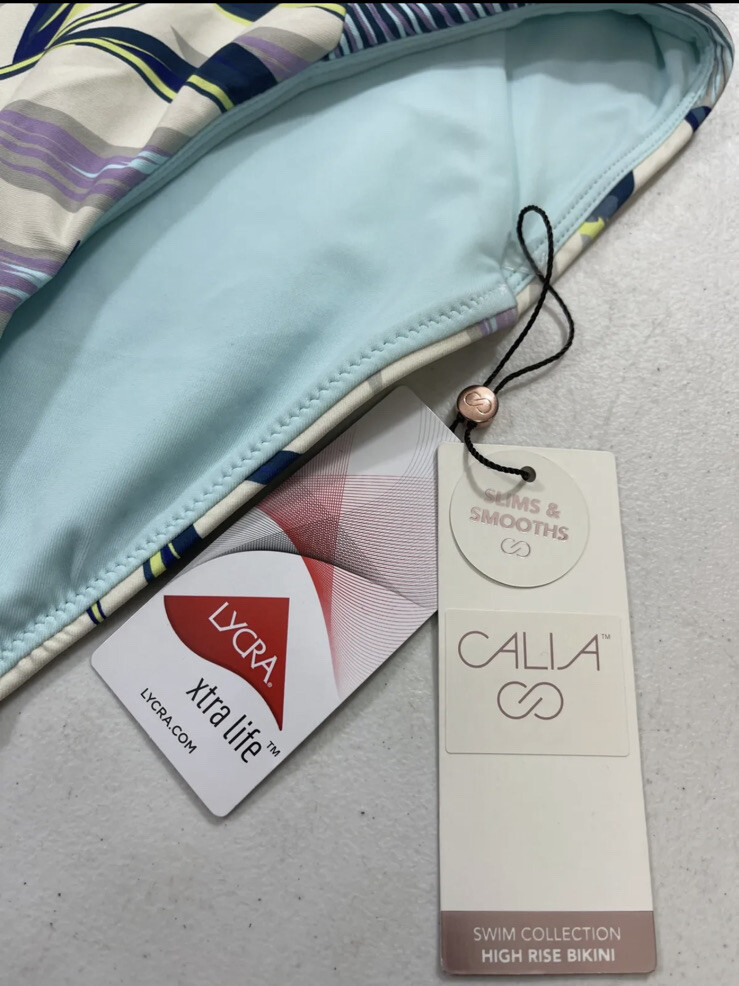 SLIMS &
SMOOTHS
CALIA™
SWIM COLLECTION
HIGH RISE BIKINI
LYCRA®
xtra life™
LYCRA.COM